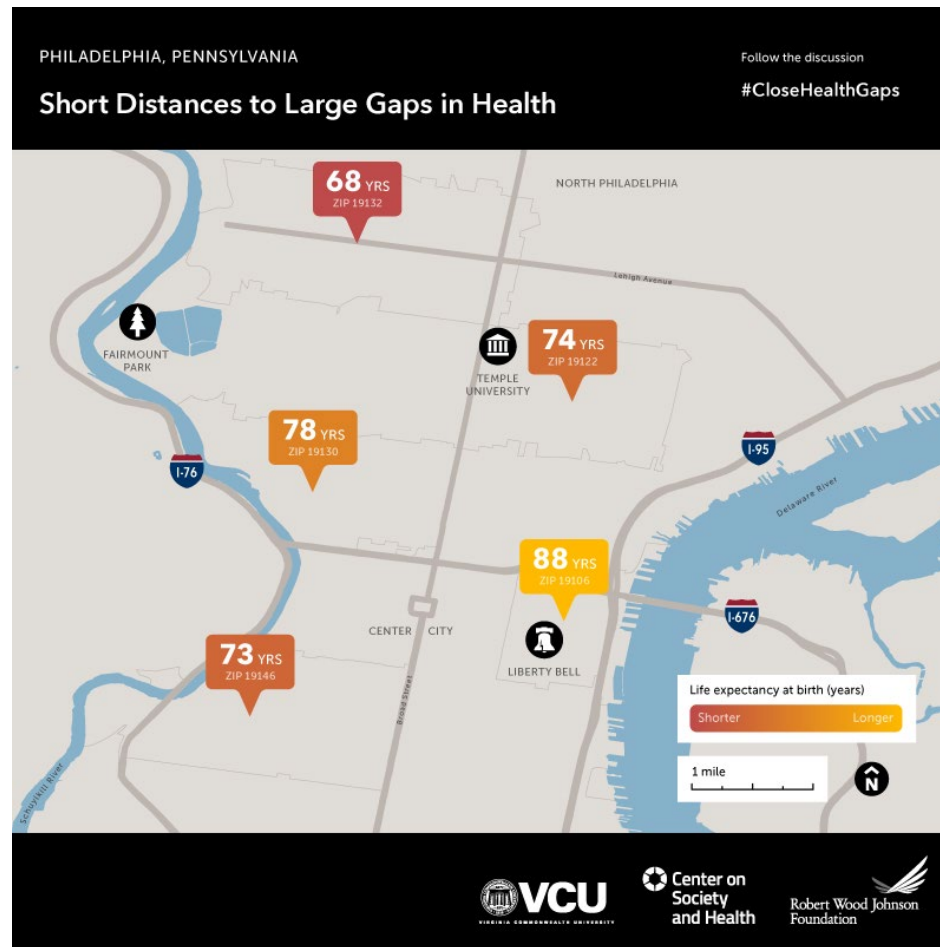 PHILADELPHIA, PENNSYLVANIA
Short Distances to Large Gaps in Health
Follow the discussion
#CloseHealthGaps
68 YRS
ZIP 19132
NORTH PHILADELPHIA
Lehigh Avenue
FAIRMOUNT
PARK
74 YRS
ZIP 19122
TEMPLE
UNIVERSITY
78 YRS
ZIP 19130
I-76
I-95
Delaware River
88 YRS
ZIP 19106
I-676
CENTER CITY
LIBERTY BELL
73 YRS
ZIP 19146
Broad Street
Schuylkill River
Life expectancy at birth (years)
Shorter Longer
1 mile
N
VCU
VIRGINIA COMMONWEALTH UNIVERSITY
Center on
Society
and Health
Robert Wood Johnson
Foundation